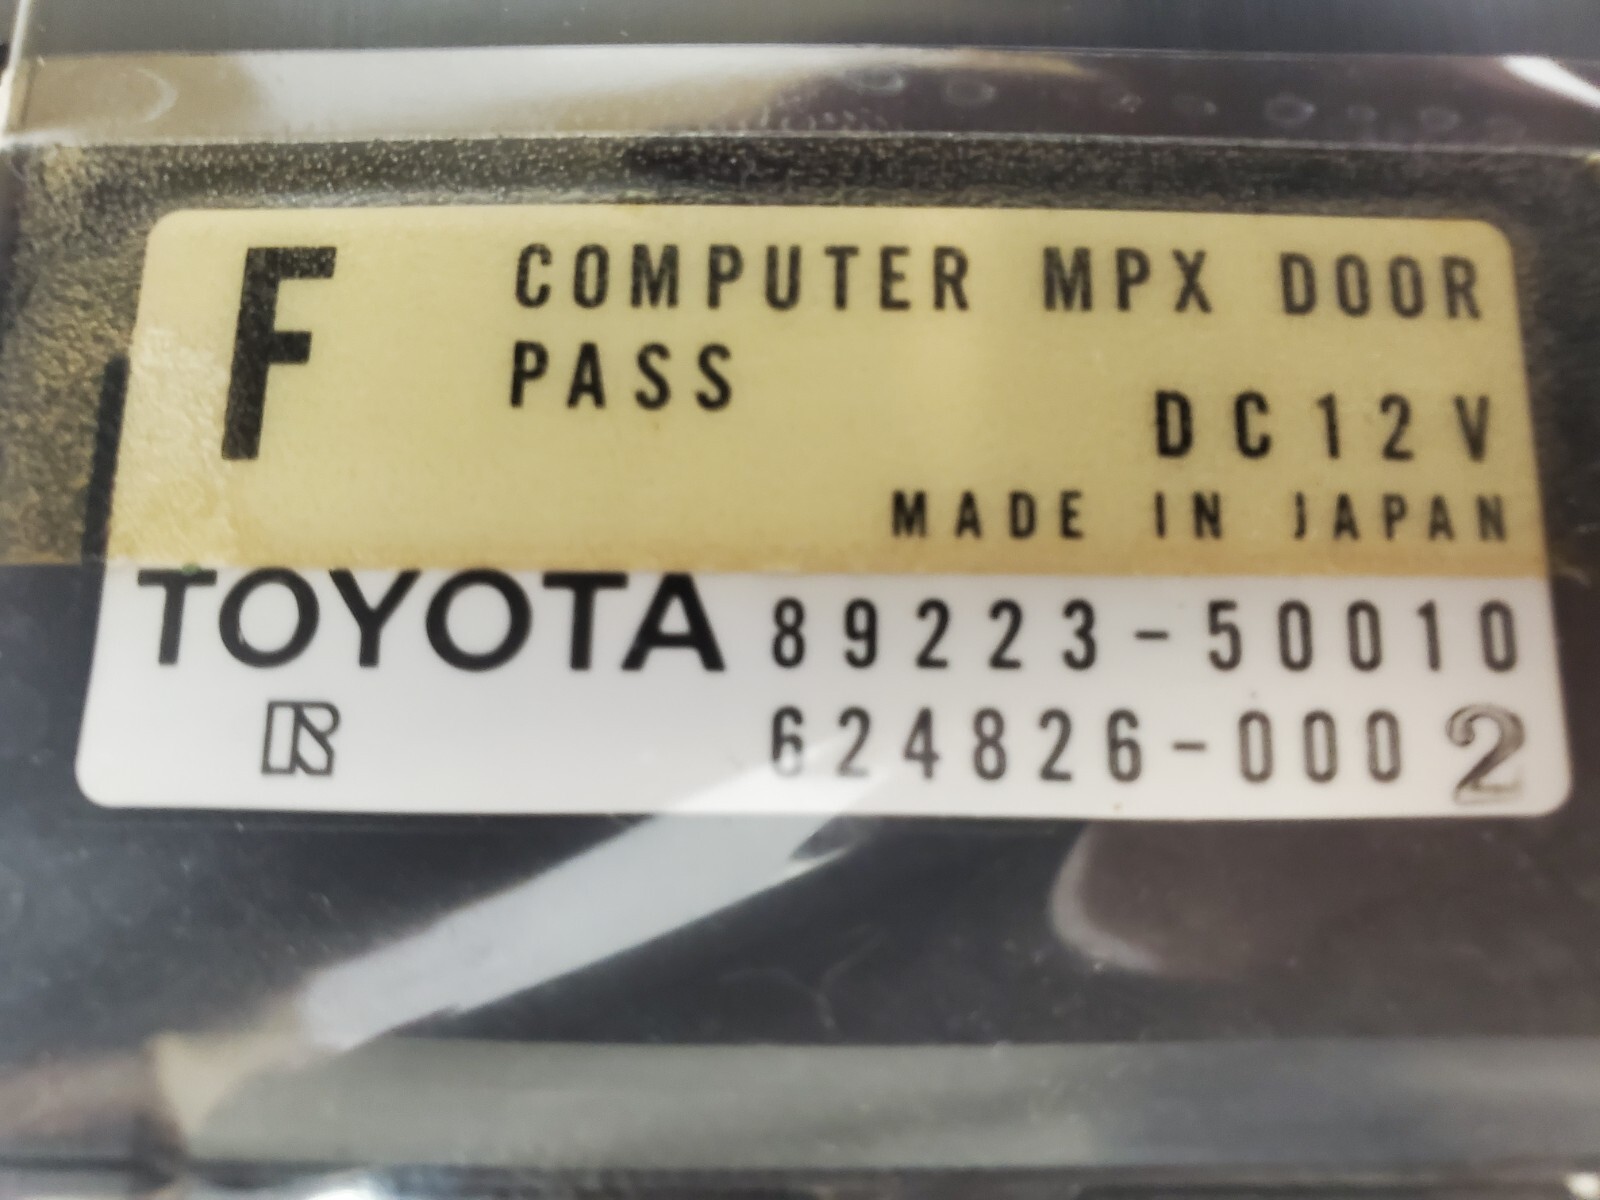 F COMPUTER MPX DOOR
PASS
DC12V
MADE IN JAPAN
TOYOTA 89223-50010
R 624826-0002